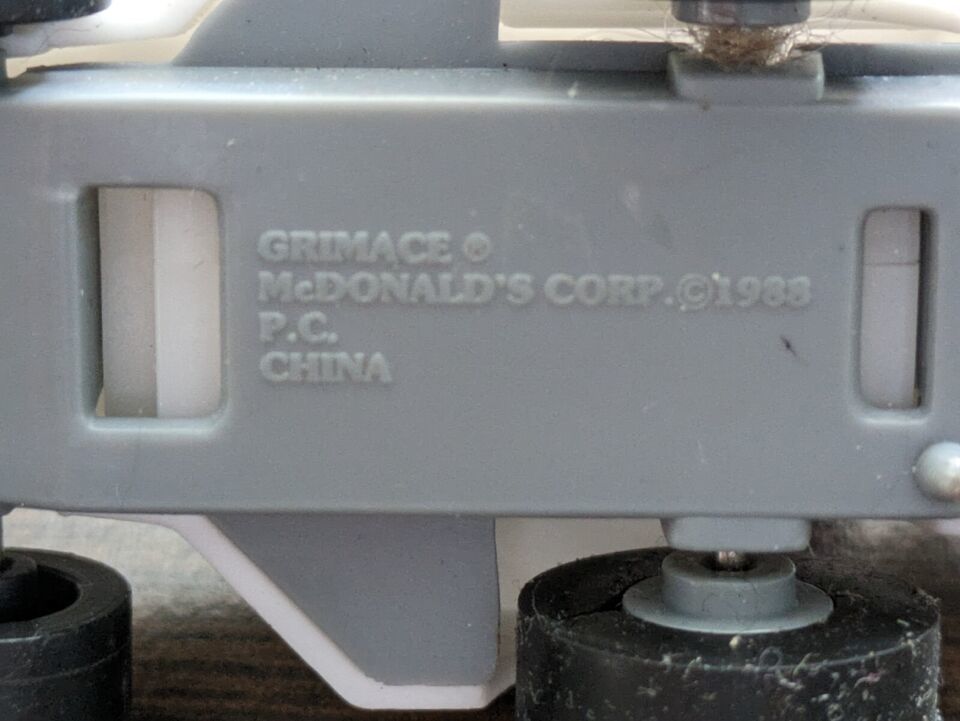 GRIMACE ®
McDONALD'S CORP.©1988
P.C.
CHINA